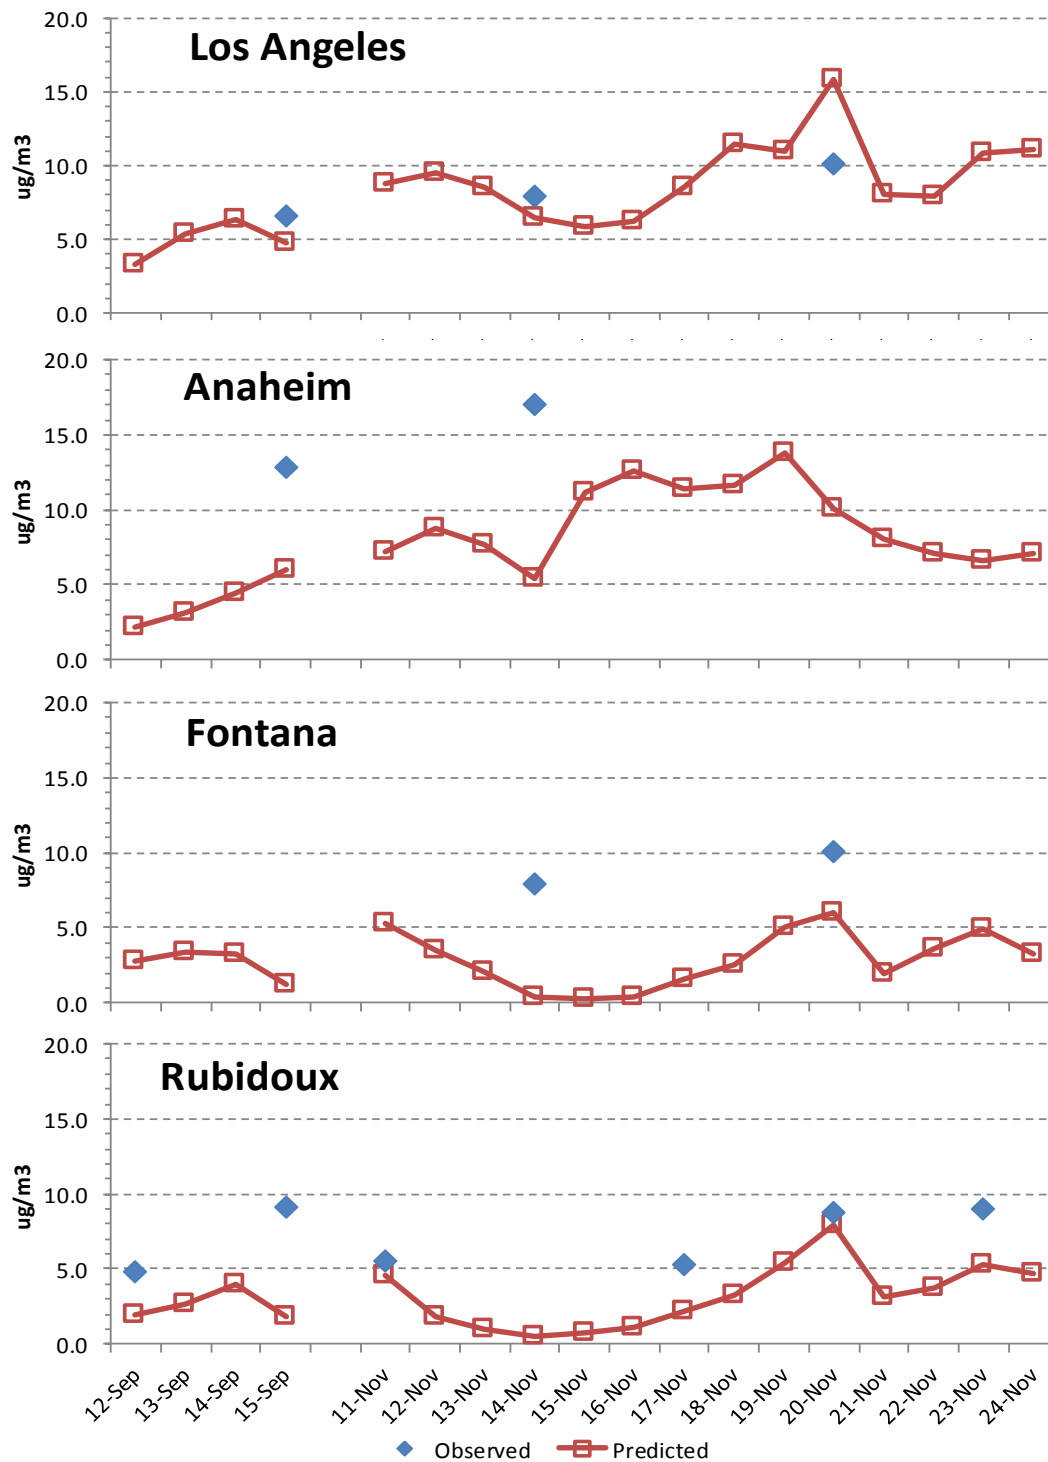 Los Angeles
20.0
15.0
10.0
5.0
0.0
ug/m3
Anaheim
20.0
15.0
10.0
5.0
0.0
ug/m3
Fontana
20.0
15.0
10.0
5.0
0.0
ug/m3
Rubidoux
20.0
15.0
10.0
5.0
0.0
ug/m3
12-Sep
13-Sep
14-Sep
15-Sep
11-Nov
12-Nov
13-Nov
14-Nov
15-Nov
16-Nov
17-Nov
18-Nov
19-Nov
20-Nov
21-Nov
22-Nov
23-Nov
24-Nov
Observed Predicted